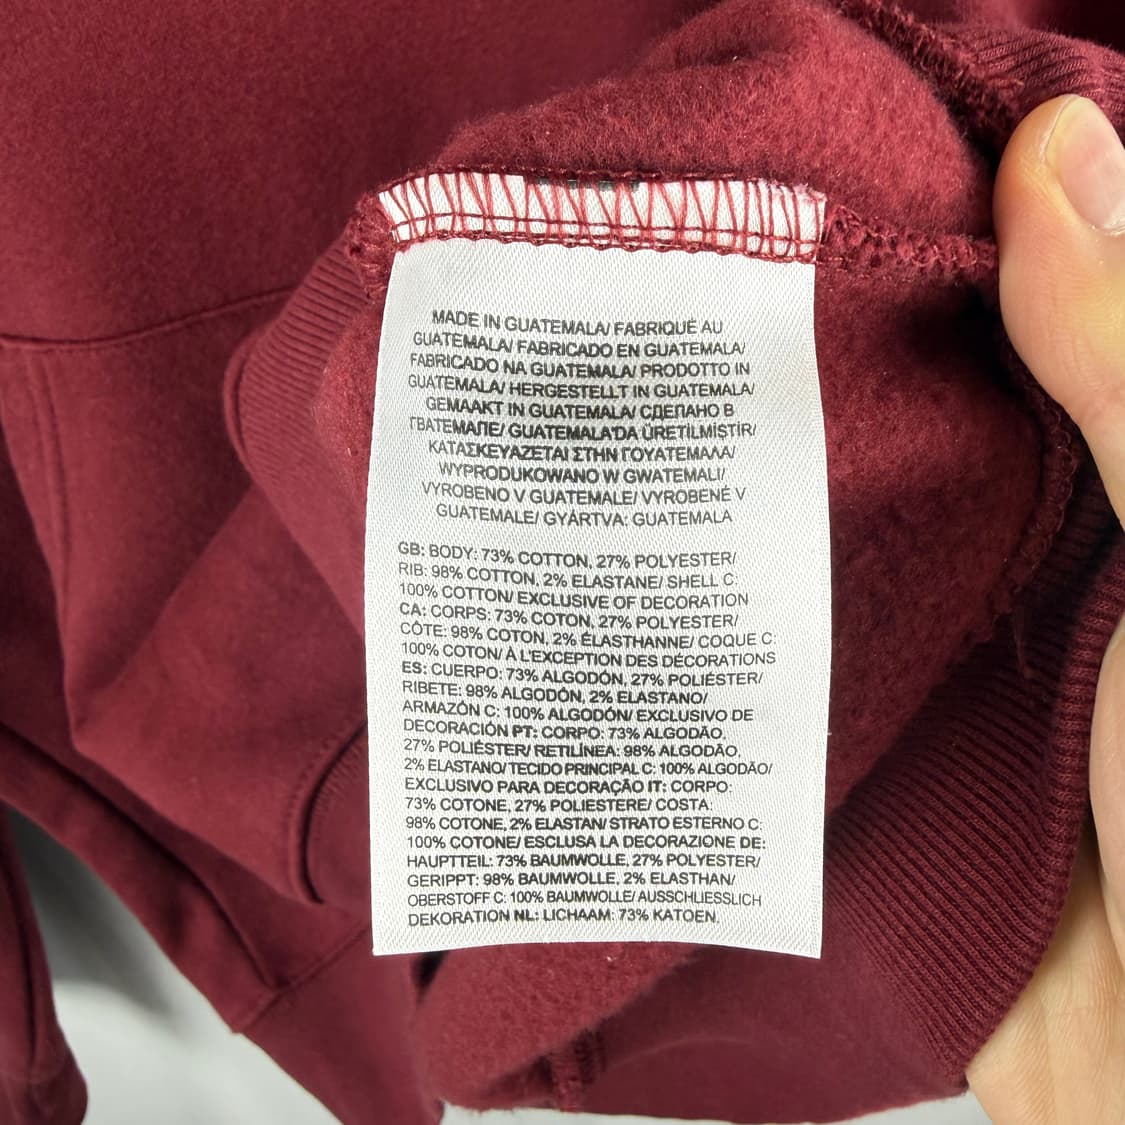 MADE IN GUATEMALA/ FABRIQUÉ AU
GUATEMALA/ FABRICADO EN GUATEMALA/
FABRICADO NA GUATEMALA/ PRODOTTO IN
GUATEMALA/ HERGESTELLT IN GUATEMALA/
GEMAAKT IN GUATEMALA/ СДЕЛАНО В
ГВАТЕМАЛЕ/ GUATEMALA'DA ÜRETİLMİŞTİR/
ΚΑΤΑΣΚΕΥΑΖΕΤΑΙ ΣΤΗΝ ΓΟΥΑΤΕΜΑΛΑ/
WYPRODUKOWANO W GWATEMALI/
VYROBENO V GUATEMALE/ VYROBENÉ V
GUATEMALE/ GYÁRTVA: GUATEMALA
GB: BODY: 73% COTTON, 27% POLYESTER/
RIB: 98% COTTON, 2% ELASTANE/ SHELL C:
100% COTTON/ EXCLUSIVE OF DECORATION
CA: CORPS: 73% COTON, 27% POLYESTER/
CÔTE: 98% COTON, 2% ÉLASTHANNE/ COQUE C:
100% COTON/ À L'EXCEPTION DES DÉCORATIONS
ES: CUERPO: 73% ALGODÓN, 27% POLIÉSTER/
RIBETE: 98% ALGODÓN, 2% ELASTANO/
ARMAZÓN C: 100% ALGODÓN/ EXCLUSIVO DE
DECORACIÓN PT: CORPO: 73% ALGODÃO,
27% POLIÉSTER/ RETILÍNEA: 98% ALGODÃO,
2% ELASTANO/ TECIDO PRINCIPAL C: 100% ALGODÃO/
EXCLUSIVO PARA DECORAÇÃO IT: CORPO:
73% COTONE, 27% POLIESTERE/ COSTA:
98% COTONE, 2% ELASTAN/ STRATO ESTERNO C:
100% COTONE/ ESCLUSA LA DECORAZIONE DE:
HAUPTTEIL: 73% BAUMWOLLE, 27% POLYESTER/
GERIPPT: 98% BAUMWOLLE, 2% ELASTHAN/
OBERSTOFF C: 100% BAUMWOLLE/ AUSSCHLIESSLICH
DEKORATION NL: LICHAAM: 73% KATOEN,